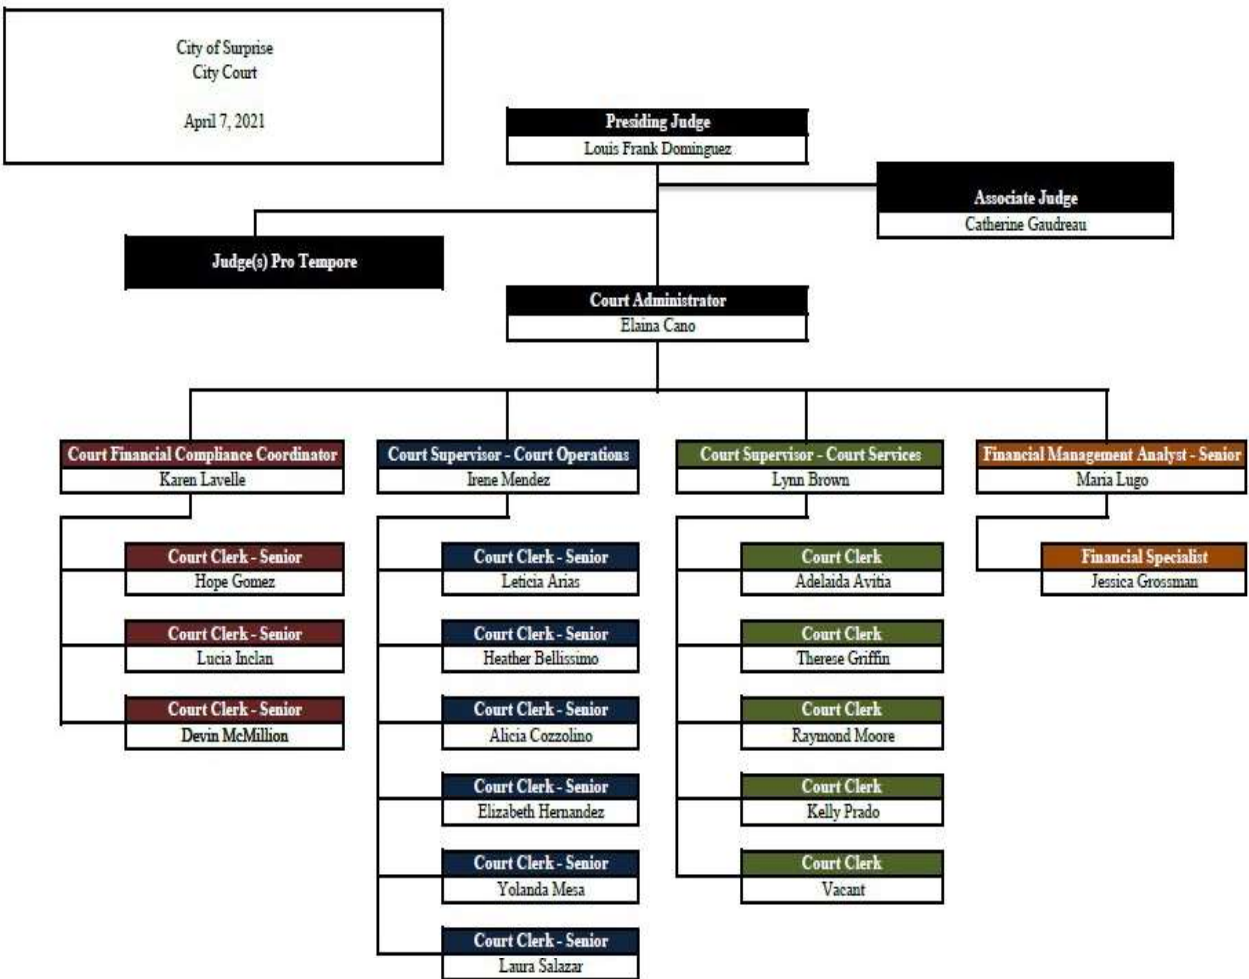 City of Surprise
City Court
April 7, 2021
Presiding Judge
Louis Frank Dominguez
Associate Judge
Catherine Gaudreau
Judge(s) Pro Tempore
Court Administrator
Elaina Cano
Court Financial Compliance Coordinator
Karen Lavelle
Court Clerk - Senior
Hope Gomez
Court Clerk - Senior
Lucia Inclan
Court Clerk - Senior
Devin McMillion
Court Supervisor - Court Operations
Irene Mendez
Court Clerk - Senior
Leticia Arias
Court Clerk - Senior
Heather Bellissimo
Court Clerk - Senior
Alicia Cozzolino
Court Clerk - Senior
Elizabeth Hernandez
Court Clerk - Senior
Yolanda Mesa
Court Clerk - Senior
Laura Salazar
Court Supervisor - Court Services
Lynn Brown
Court Clerk
Adelaida Avitia
Court Clerk
Therese Griffin
Court Clerk
Raymond Moore
Court Clerk
Kelly Prado
Court Clerk
Vacant
Financial Management Analyst - Senior
Maria Lugo
Financial Specialist
Jessica Grossman